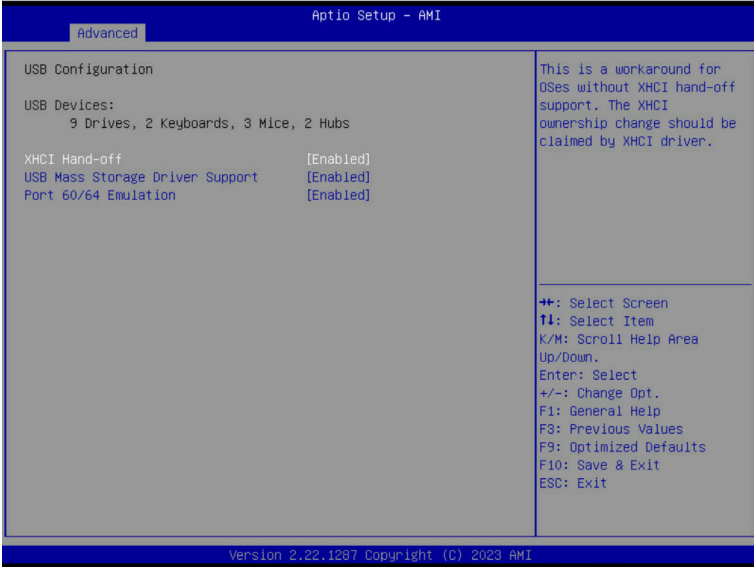 Aptio Setup – AMI
Advanced
USB Configuration
USB Devices:
9 Drives, 2 Keyboards, 3 Mice, 2 Hubs
XHCI Hand-off [Enabled]
USB Mass Storage Driver Support [Enabled]
Port 60/64 Emulation [Enabled]
This is a workaround for
OSes without XHCI hand-off
support. The XHCI
ownership change should be
claimed by XHCI driver.
→←: Select Screen
↑↓: Select Item
K/M: Scroll Help Area
Up/Down.
Enter: Select
+/-: Change Opt.
F1: General Help
F3: Previous Values
F9: Optimized Defaults
F10: Save & Exit
ESC: Exit
Version 2.22.1287 Copyright (C) 2023 AMI